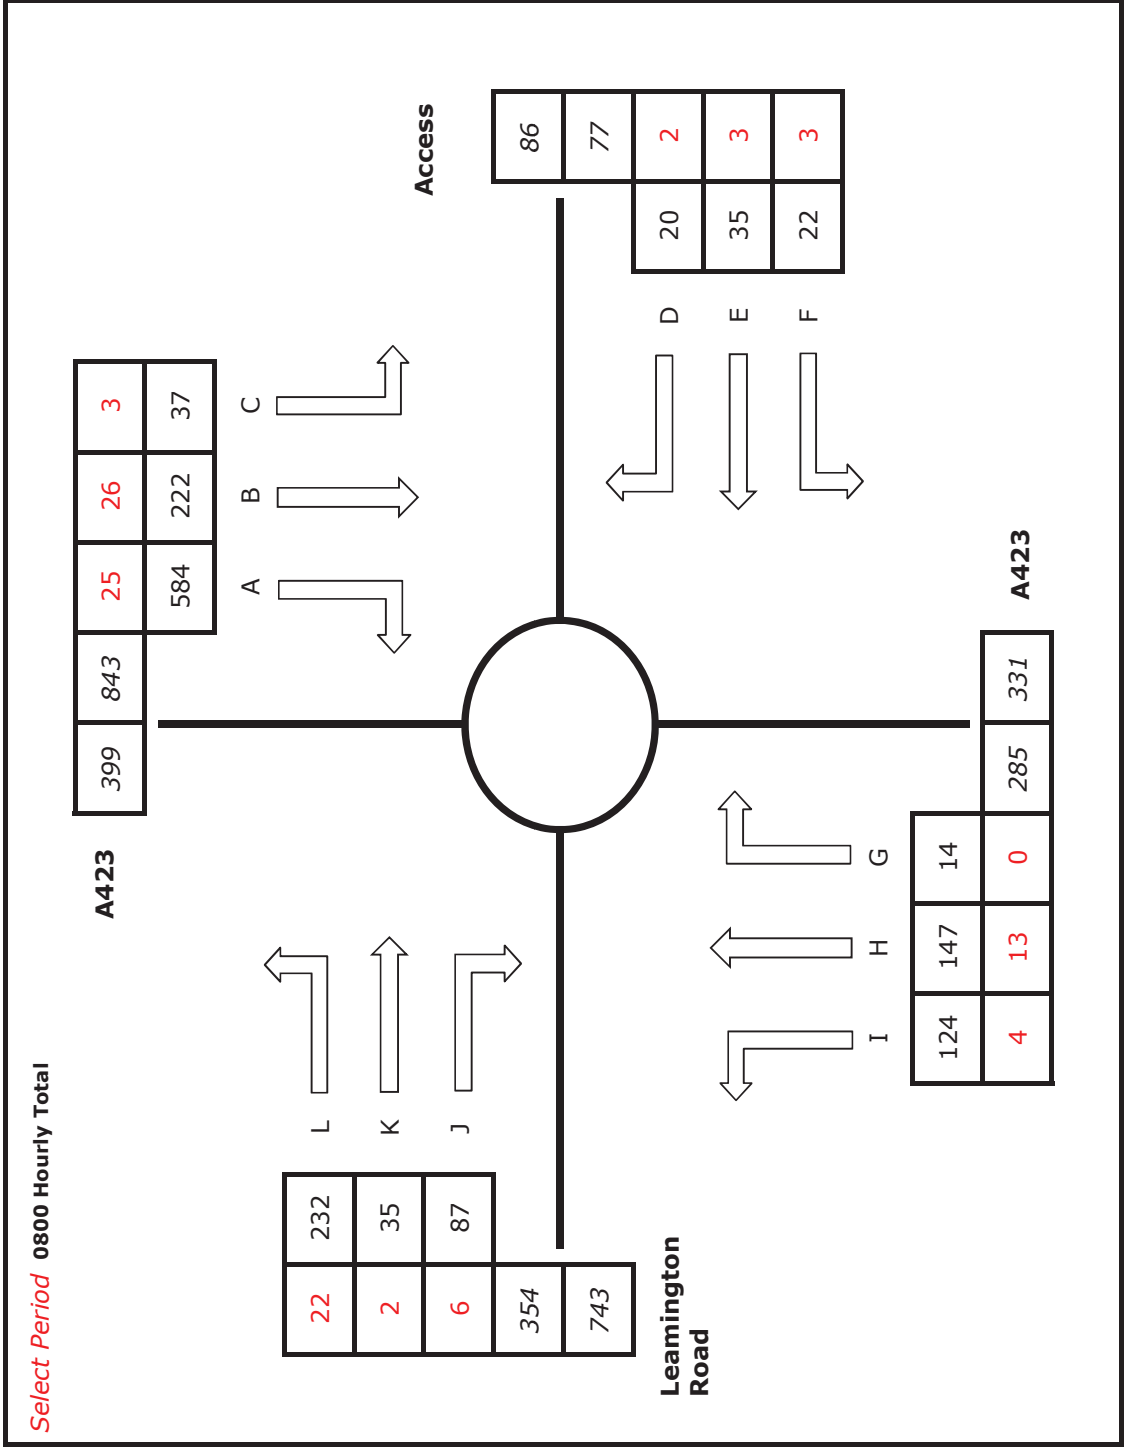 Select Period 0800 Hourly Total
A423
399 843 25 26 3
584 222 37
A B C
22 232 L
2 35 K
6 87 J
354
743
Leamington
Road
Access
86
77
D 20 2
E 35 3
F 22 3
I H G
124 147 14
4 13 0 285 331
A423